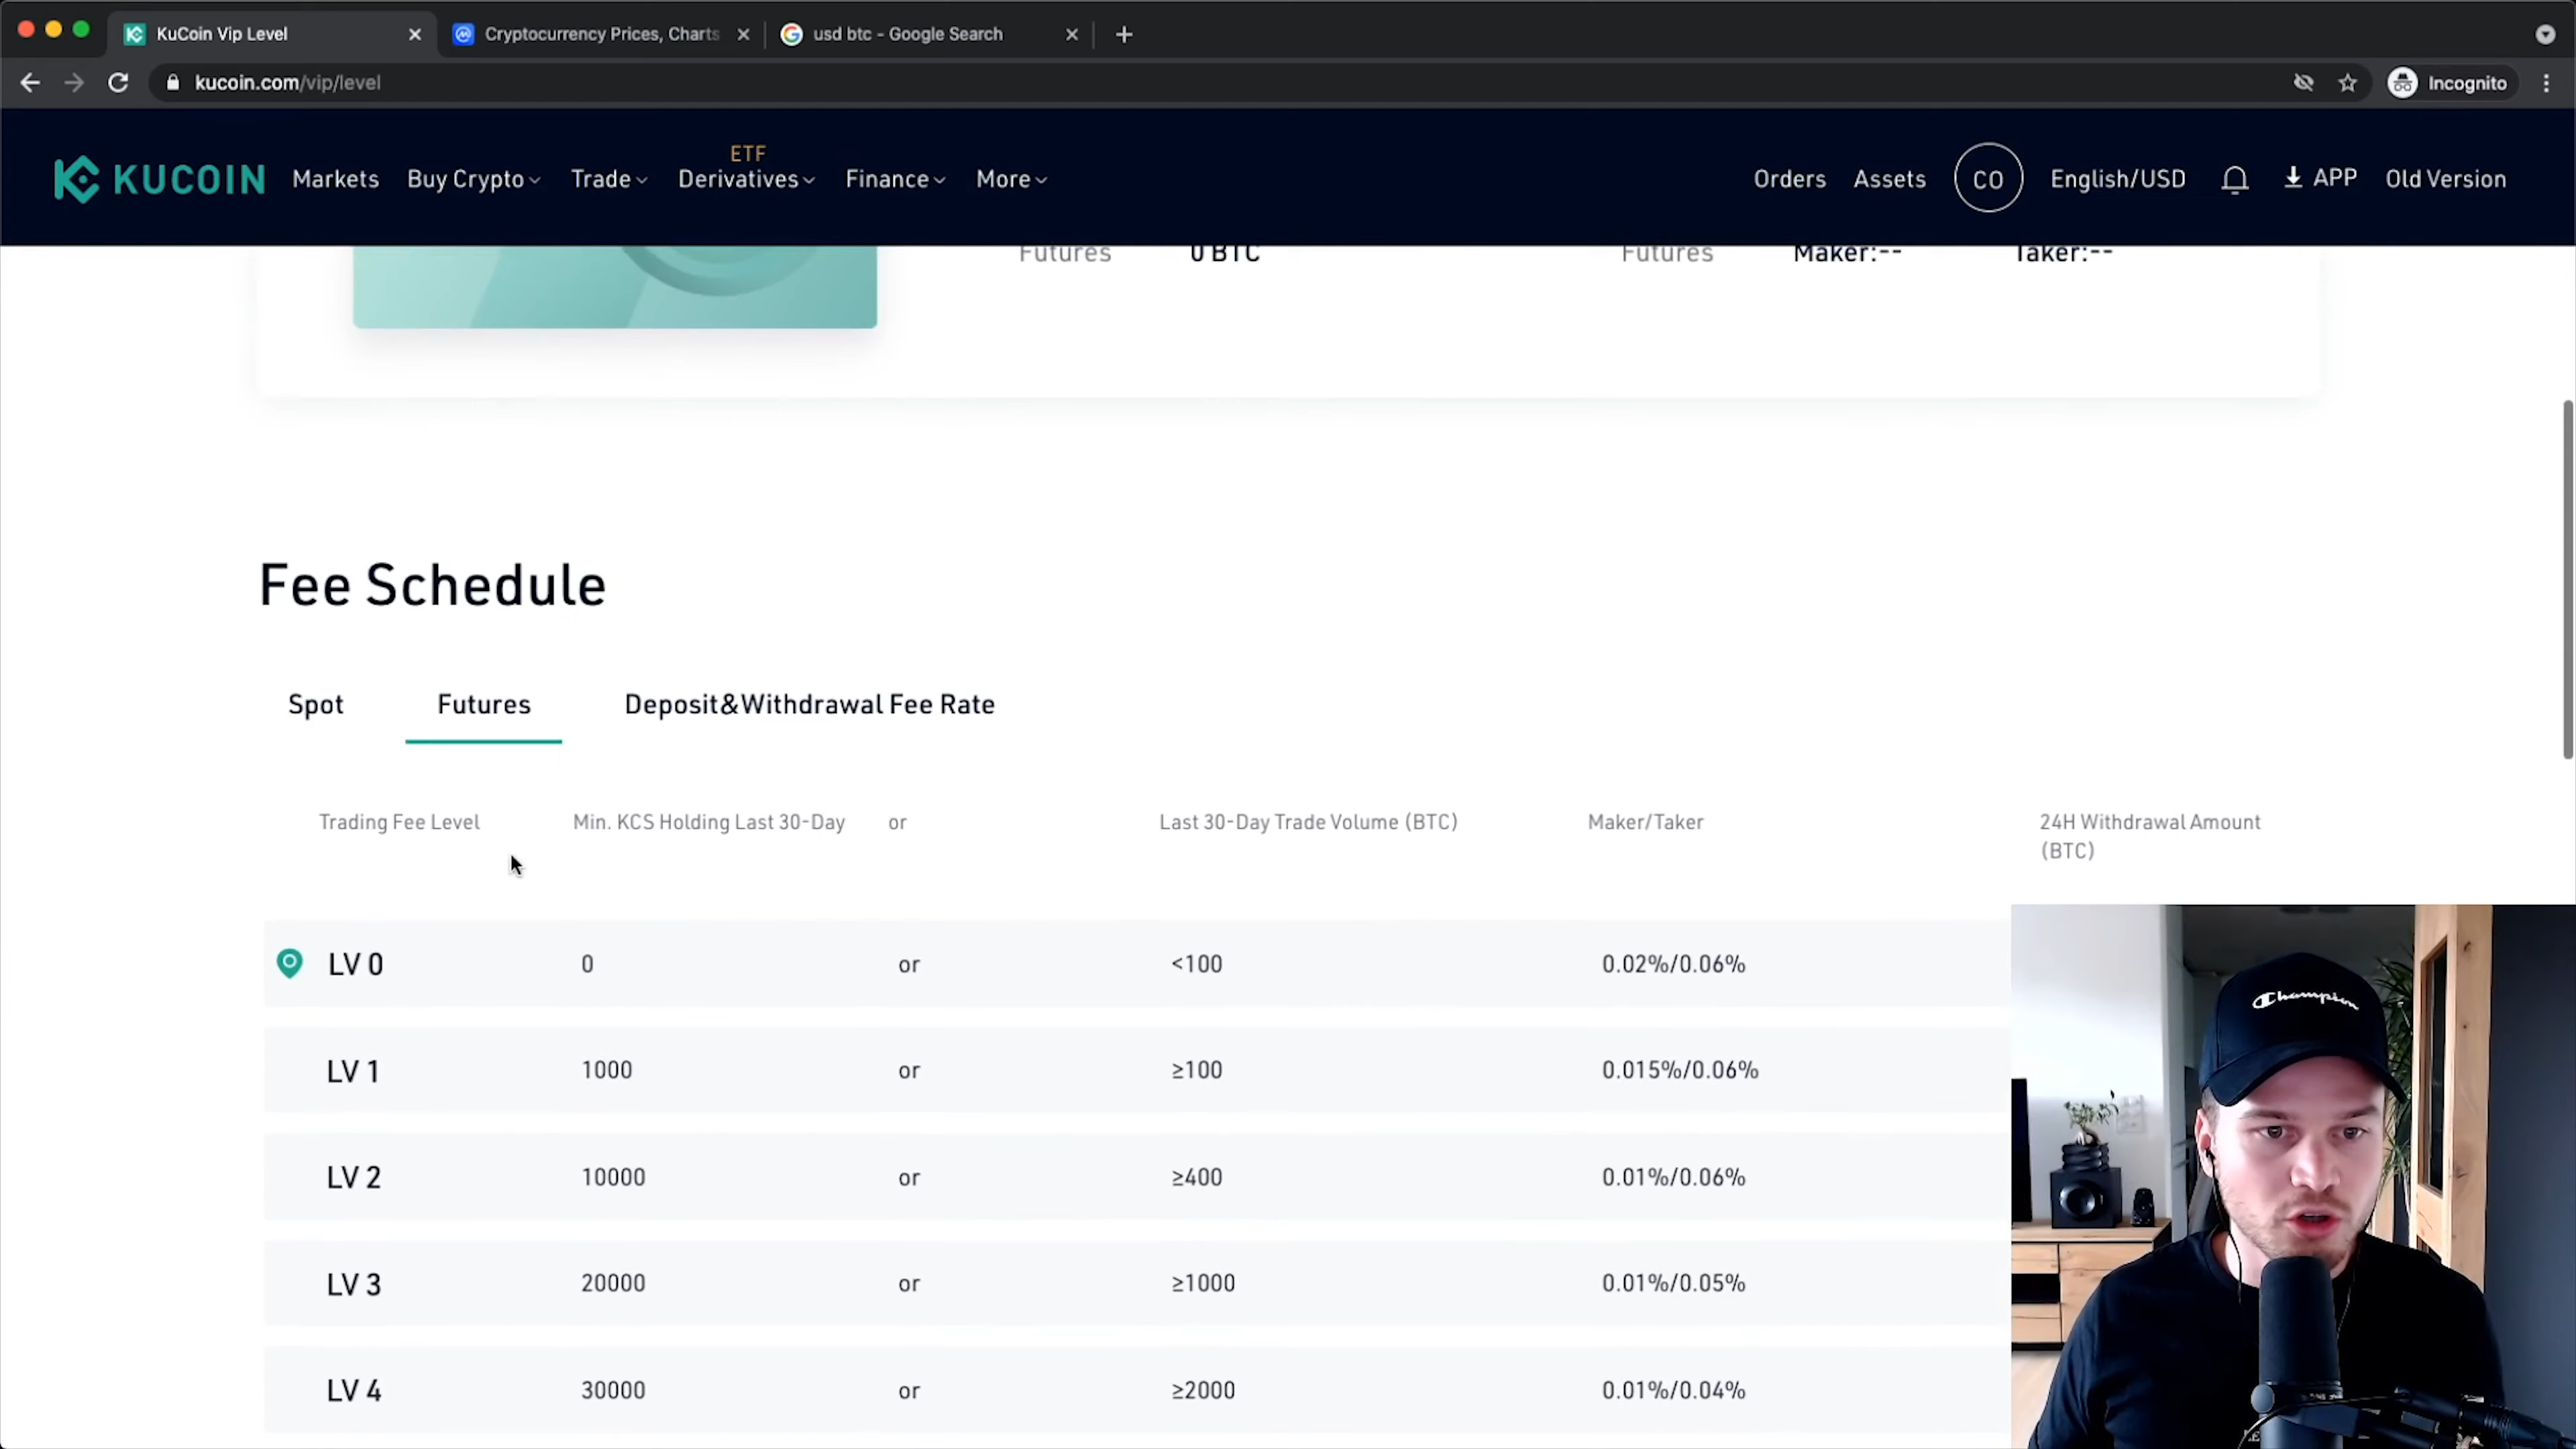 KuCoin Vip Level
Cryptocurrency Prices, Charts
usd btc - Google Search
kucoin.com/vip/level
Incognito
KUCOIN
Markets
Buy Crypto
Trade
ETF
Derivatives
Finance
More
Orders
Assets
CO
English/USD
APP
Old Version
Futures 0 BTC Futures Maker:-- Taker:--
Fee Schedule
Spot Futures Deposit&Withdrawal Fee Rate
Trading Fee Level Min. KCS Holding Last 30-Day or Last 30-Day Trade Volume (BTC) Maker/Taker 24H Withdrawal Amount
(BTC)
LV 0 0 or <100 0.02%/0.06%
LV 1 1000 or ≥100 0.015%/0.06%
LV 2 10000 or ≥400 0.01%/0.06%
LV 3 20000 or ≥1000 0.01%/0.05%
LV 4 30000 or ≥2000 0.01%/0.04%
Champion